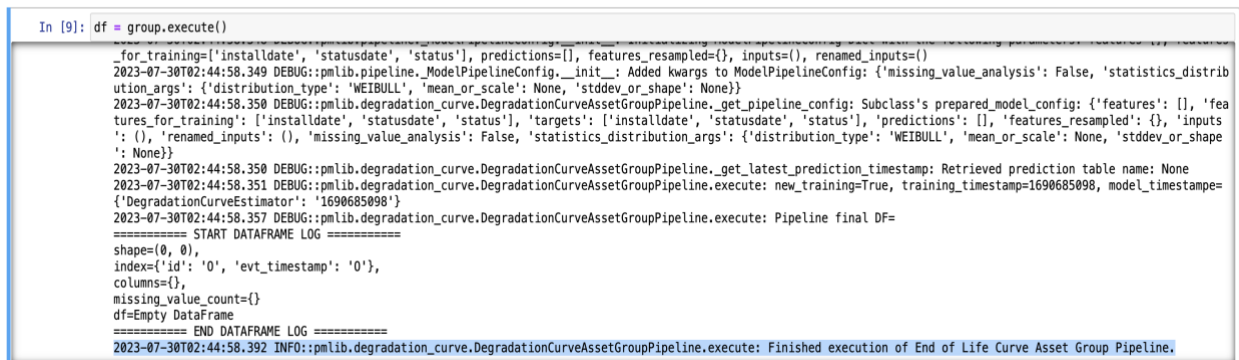 In [9]: df = group.execute()
_for_training=['installdate', 'statusdate', 'status'], predictions=[], features_resampled={}, inputs=(), renamed_inputs=()
2023-07-30T02:44:58.349 DEBUG::pmlib.pipeline._ModelPipelineConfig.__init__: Added kwargs to ModelPipelineConfig: {'missing_value_analysis': False, 'statistics_distrib
ution_args': {'distribution_type': 'WEIBULL', 'mean_or_scale': None, 'stddev_or_shape': None}}
2023-07-30T02:44:58.350 DEBUG::pmlib.degradation_curve.DegradationCurveAssetGroupPipeline._get_pipeline_config: Subclass's prepared_model_config: {'features': [], 'fea
tures_for_training': ['installdate', 'statusdate', 'status'], 'targets': ['installdate', 'statusdate', 'status'], 'predictions': [], 'features_resampled': {}, 'inputs
': (), 'renamed_inputs': (), 'missing_value_analysis': False, 'statistics_distribution_args': {'distribution_type': 'WEIBULL', 'mean_or_scale': None, 'stddev_or_shape
': None}}
2023-07-30T02:44:58.350 DEBUG::pmlib.degradation_curve.DegradationCurveAssetGroupPipeline._get_latest_prediction_timestamp: Retrieved prediction table name: None
2023-07-30T02:44:58.351 DEBUG::pmlib.degradation_curve.DegradationCurveAssetGroupPipeline.execute: new_training=True, training_timestamp=1690685098, model_timestampe=
{'DegradationCurveEstimator': '1690685098'}
2023-07-30T02:44:58.357 DEBUG::pmlib.degradation_curve.DegradationCurveAssetGroupPipeline.execute: Pipeline final DF=
=========== START DATAFRAME LOG ===========
shape=(0, 0),
index={'id': 'O', 'evt_timestamp': 'O'},
columns={},
missing_value_count={}
df=Empty DataFrame
=========== END DATAFRAME LOG ===========
2023-07-30T02:44:58.392 INFO::pmlib.degradation_curve.DegradationCurveAssetGroupPipeline.execute: Finished execution of End of Life Curve Asset Group Pipeline.